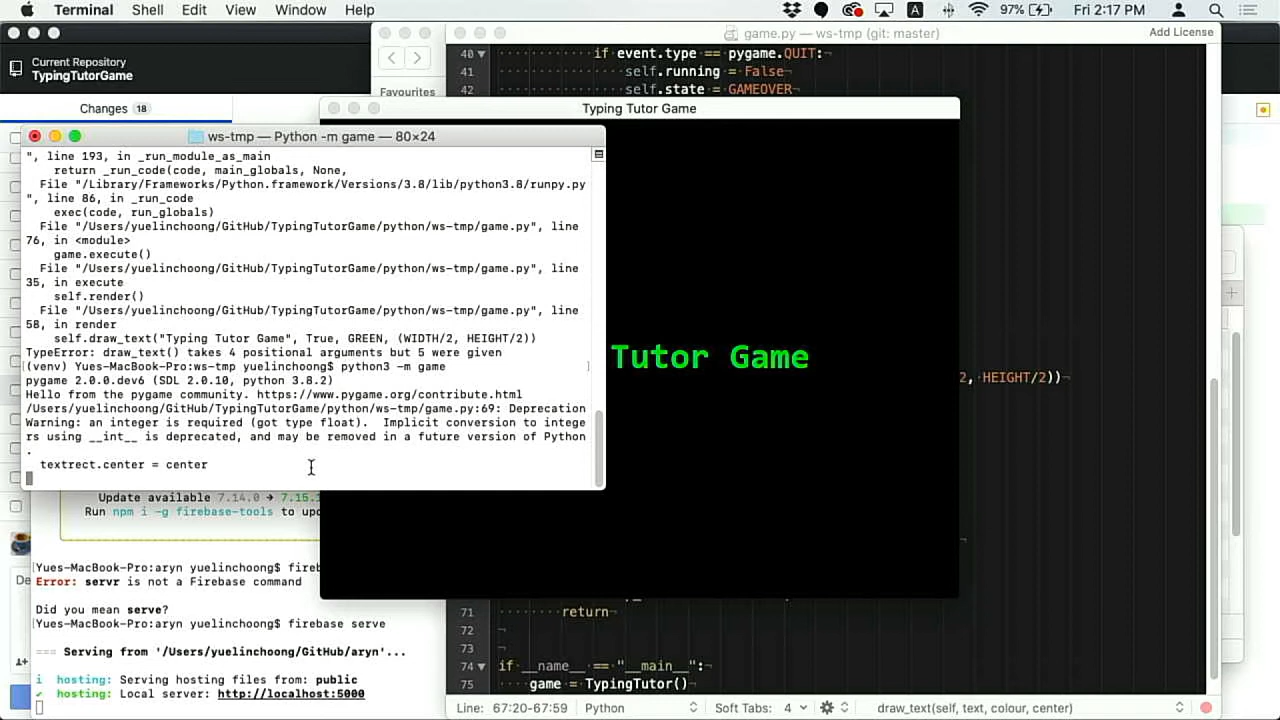 Terminal Shell Edit View Window Help
97% Fri 2:17 PM
game.py — ws-tmp (git: master)
Add License
Current Repository
TypingTutorGame
Changes 18
Favourites
40 if event.type == pygame.QUIT:
41 self.running = False
42 self.state = GAMEOVER
Typing Tutor Game
ws-tmp — Python -m game — 80×24
", line 193, in _run_module_as_main
return _run_code(code, main_globals, None,
File "/Library/Frameworks/Python.framework/Versions/3.8/lib/python3.8/runpy.py
", line 86, in _run_code
exec(code, run_globals)
File "/Users/yuelinchoong/GitHub/TypingTutorGame/python/ws-tmp/game.py", line
76, in <module>
game.execute()
File "/Users/yuelinchoong/GitHub/TypingTutorGame/python/ws-tmp/game.py", line
35, in execute
self.render()
File "/Users/yuelinchoong/GitHub/TypingTutorGame/python/ws-tmp/game.py", line
58, in render
self.draw_text("Typing Tutor Game", True, GREEN, (WIDTH/2, HEIGHT/2))
TypeError: draw_text() takes 4 positional arguments but 5 were given
(venv) Yues-MacBook-Pro:ws-tmp yuelinchoong$ python3 -m game
pygame 2.0.0.dev6 (SDL 2.0.10, python 3.8.2)
Hello from the pygame community. https://www.pygame.org/contribute.html
/Users/yuelinchoong/GitHub/TypingTutorGame/python/ws-tmp/game.py:69: Deprecation
Warning: an integer is required (got type float).  Implicit conversion to intege
rs using __int__ is deprecated, and may be removed in a future version of Python
.
textrect.center = center
Tutor Game
2, HEIGHT/2))
Update available 7.14.0 → 7.15.1
Run npm i -g firebase-tools to up
Yues-MacBook-Pro:aryn yuelinchoong$ fireb
Error: servr is not a Firebase command
Did you mean serve?
Yues-MacBook-Pro:aryn yuelinchoong$ firebase serve
=== Serving from '/Users/yuelinchoong/GitHub/aryn'...
i hosting: Serving hosting files from: public
✔ hosting: Local server: http://localhost:5000
De
71 return
72
73
74 if __name__ == "__main__":
75 game = TypingTutor()
Line: 67:20-67:59 Python Soft Tabs: 4 draw_text(self, text, colour, center)